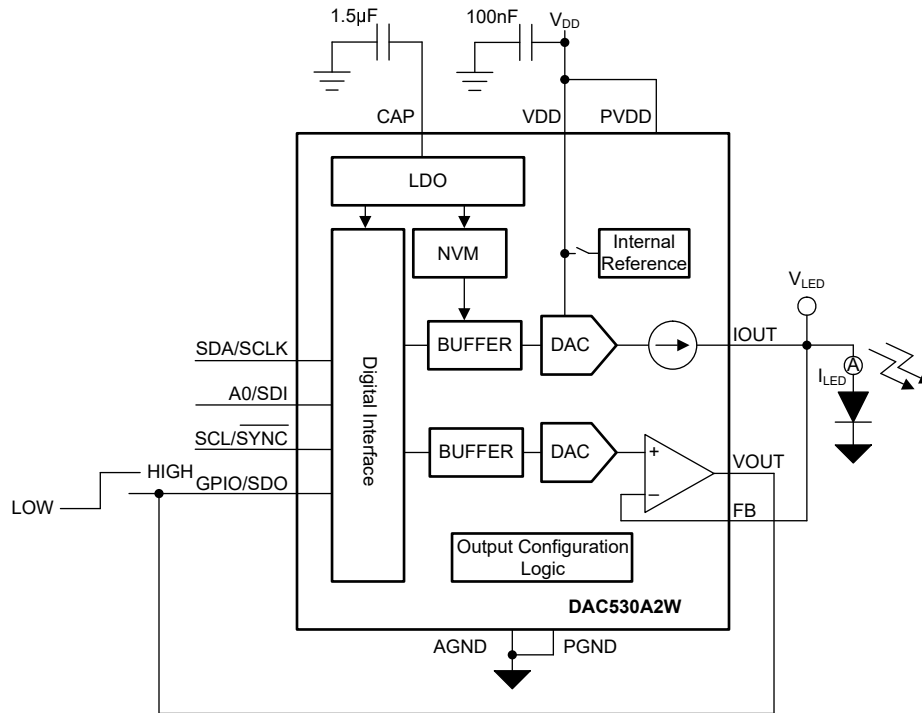 1.5µF
100nF
VDD
CAP
VDD
PVDD
LDO
NVM
Internal
Reference
VLED
BUFFER
DAC
IOUT
SDA/SCLK
A
ILED
Digital Interface
A0/SDI
SCL/SYNC
BUFFER
DAC
+
VOUT
HIGH
GPIO/SDO
−
LOW
FB
Output Configuration
Logic
DAC530A2W
AGND
PGND